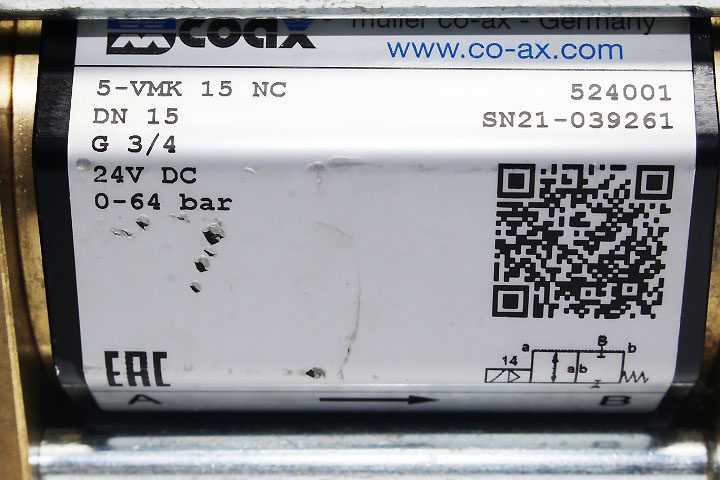 coax
müller co-ax - Germany
www.co-ax.com
5-VMK 15 NC
524001
DN 15
SN21-039261
G 3/4
24V DC
0-64 bar
B
a
b
14
a b
EAC
A
B